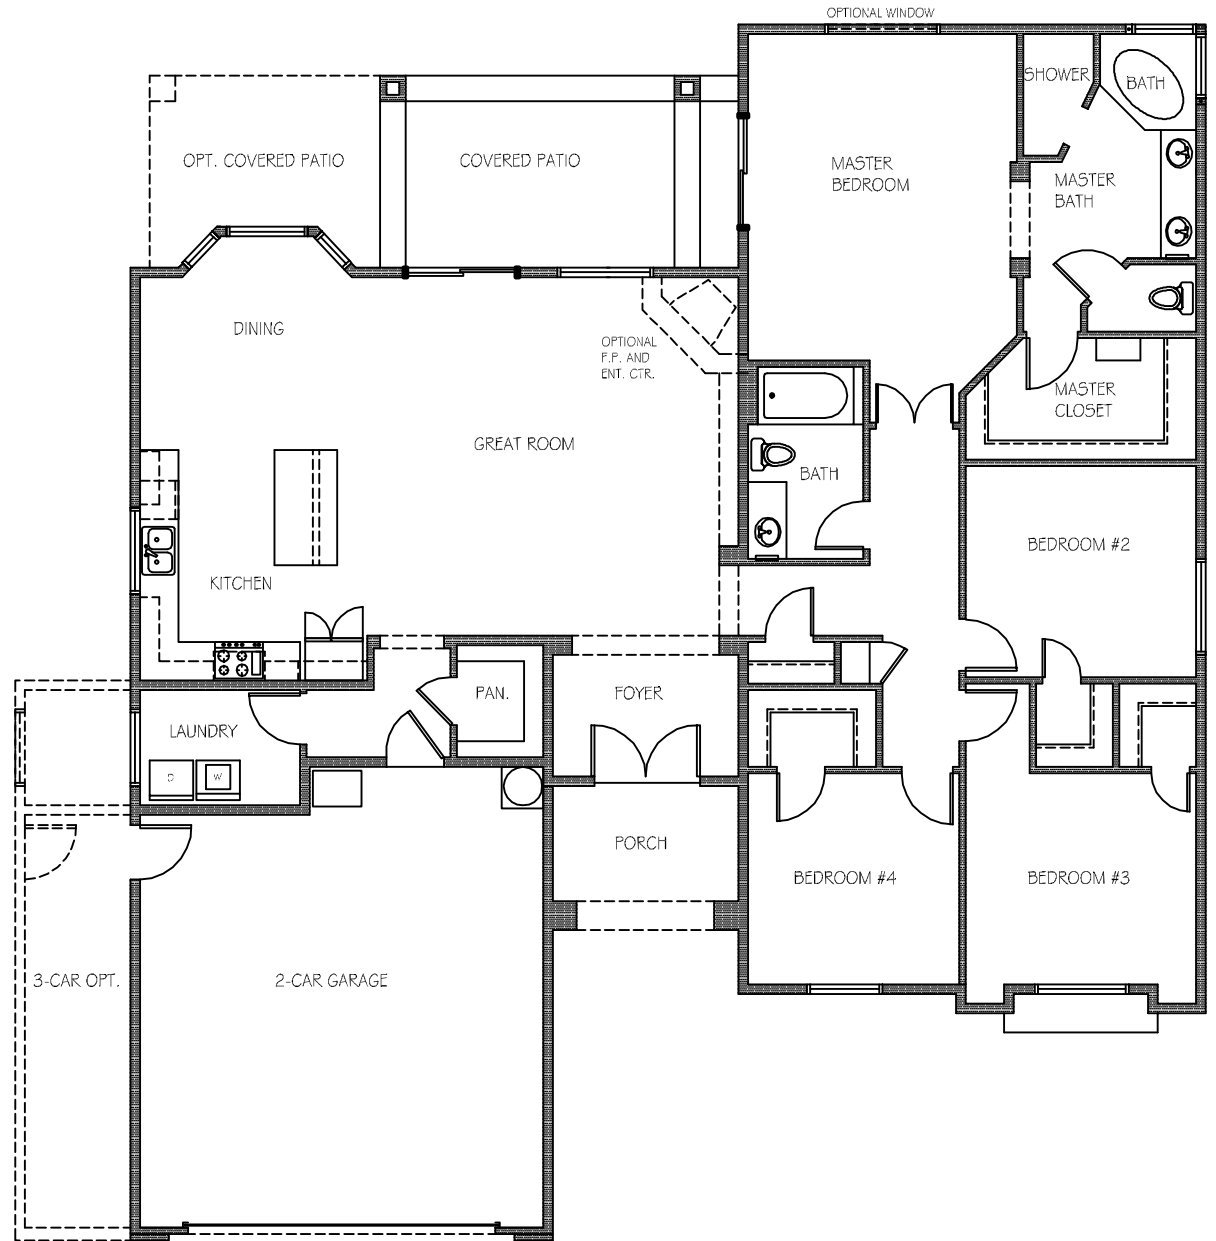 OPTIONAL WINDOW
SHOWER
BATH
OPT. COVERED PATIO
COVERED PATIO
MASTER
BEDROOM
MASTER
BATH
DINING
OPTIONAL
F.P. AND
ENT. CTR.
MASTER
CLOSET
GREAT ROOM
BATH
BEDROOM #2
KITCHEN
PAN.
FOYER
LAUNDRY
D
W
PORCH
BEDROOM #4
BEDROOM #3
3-CAR OPT.
2-CAR GARAGE